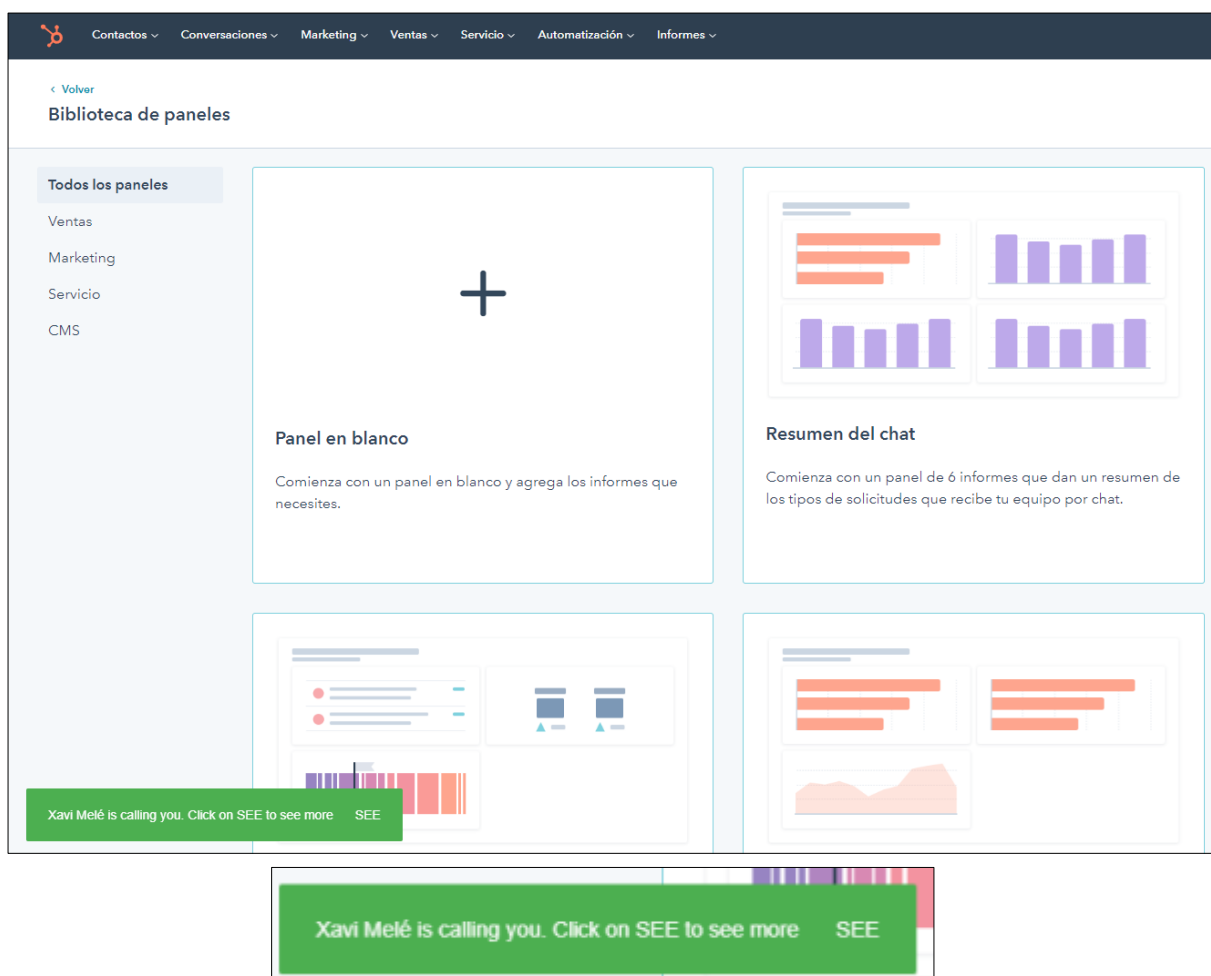 Contactos Conversaciones Marketing Ventas Servicio Automatización Informes
Volver
Biblioteca de paneles
Todos los paneles
Ventas
Marketing
Servicio
CMS
Panel en blanco
Comienza con un panel en blanco y agrega los informes que
necesites.
Resumen del chat
Comienza con un panel de 6 informes que dan un resumen de
los tipos de solicitudes que recibe tu equipo por chat.
Xavi Melé is calling you. Click on SEE to see more SEE
Xavi Melé is calling you. Click on SEE to see more SEE